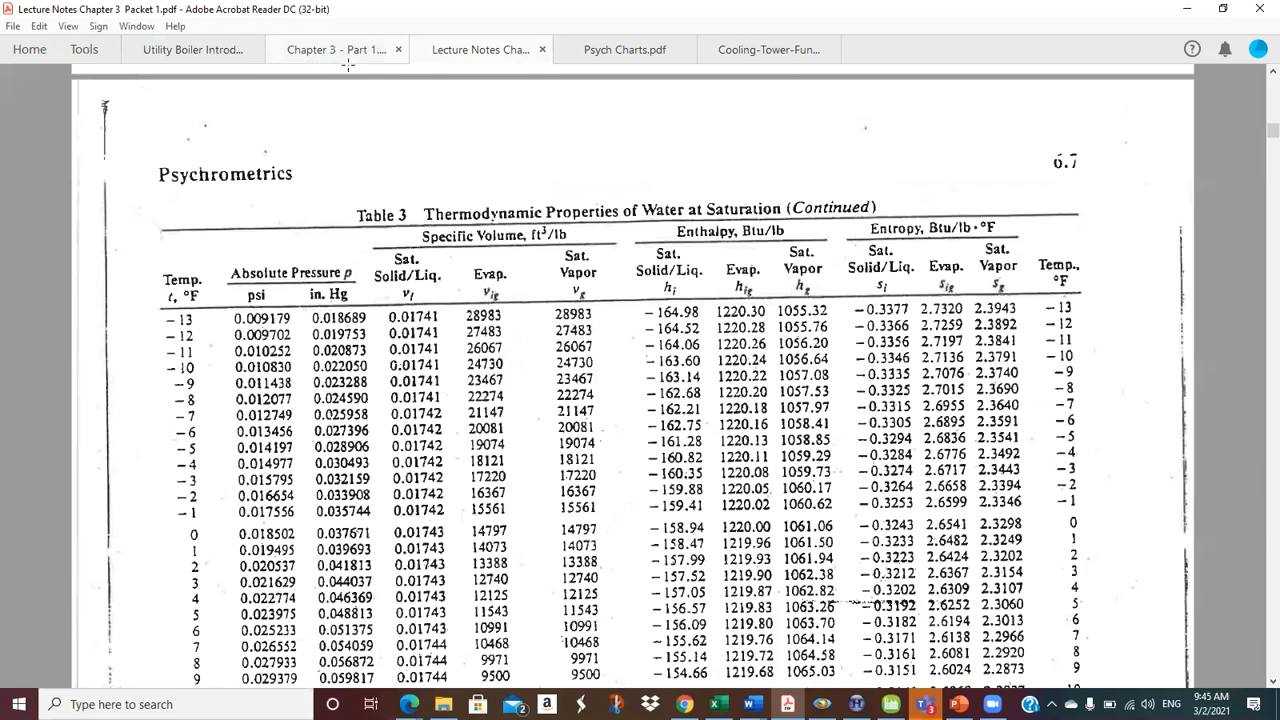 Lecture Notes Chapter 3 Packet 1.pdf - Adobe Acrobat Reader DC (32-bit)
File Edit View Sign Window Help
Home Tools Utility Boiler Introd... Chapter 3 - Part 1.... × Lecture Notes Cha... × Psych Charts.pdf Cooling-Tower-Fun...
Psychrometrics 6.7
Table 3 Thermodynamic Properties of Water at Saturation (Continued)
Specific Volume, ft³/lb Enthalpy, Btu/lb Entropy, Btu/lb·°F
Sat. Sat. Sat. Sat. Sat. Sat.
Temp. Absolute Pressure p Solid/Liq. Evap. Vapor Solid/Liq. Evap. Vapor Solid/Liq. Evap. Vapor Temp.,
t, °F psi in. Hg vi vig vg hi hig hg si sig sg °F
−13 0.009179 0.018689 0.01741 28983 28983 −164.98 1220.30 1055.32 −0.3377 2.7320 2.3943 −13
−12 0.009702 0.019753 0.01741 27483 27483 −164.52 1220.28 1055.76 −0.3366 2.7259 2.3892 −12
−11 0.010252 0.020873 0.01741 26067 26067 −164.06 1220.26 1056.20 −0.3356 2.7197 2.3841 −11
−10 0.010830 0.022050 0.01741 24730 24730 −163.60 1220.24 1056.64 −0.3346 2.7136 2.3791 −10
−9 0.011438 0.023288 0.01741 23467 23467 −163.14 1220.22 1057.08 −0.3335 2.7076 2.3740 −9
−8 0.012077 0.024590 0.01741 22274 22274 −162.68 1220.20 1057.53 −0.3325 2.7015 2.3690 −8
−7 0.012749 0.025958 0.01742 21147 21147 −162.21 1220.18 1057.97 −0.3315 2.6955 2.3640 −7
−6 0.013456 0.027396 0.01742 20081 20081 −162.75 1220.16 1058.41 −0.3305 2.6895 2.3591 −6
−5 0.014197 0.028906 0.01742 19074 19074 −161.28 1220.13 1058.85 −0.3294 2.6836 2.3541 −5
−4 0.014977 0.030493 0.01742 18121 18121 −160.82 1220.11 1059.29 −0.3284 2.6776 2.3492 −4
−3 0.015795 0.032159 0.01742 17220 17220 −160.35 1220.08 1059.73 −0.3274 2.6717 2.3443 −3
−2 0.016654 0.033908 0.01742 16367 16367 −159.88 1220.05 1060.17 −0.3264 2.6658 2.3394 −2
−1 0.017556 0.035744 0.01742 15561 15561 −159.41 1220.02 1060.62 −0.3253 2.6599 2.3346 −1
0 0.018502 0.037671 0.01743 14797 14797 −158.94 1220.00 1061.06 −0.3243 2.6541 2.3298 0
1 0.019495 0.039693 0.01743 14073 14073 −158.47 1219.96 1061.50 −0.3233 2.6482 2.3249 1
2 0.020537 0.041813 0.01743 13388 13388 −157.99 1219.93 1061.94 −0.3223 2.6424 2.3202 2
3 0.021629 0.044037 0.01743 12740 12740 −157.52 1219.90 1062.38 −0.3212 2.6367 2.3154 3
4 0.022774 0.046369 0.01743 12125 12125 −157.05 1219.87 1062.82 −0.3202 2.6309 2.3107 4
5 0.023975 0.048813 0.01743 11543 11543 −156.57 1219.83 1063.26 −0.3192 2.6252 2.3060 5
6 0.025233 0.051375 0.01743 10991 10991 −156.09 1219.80 1063.70 −0.3182 2.6194 2.3013 6
7 0.026552 0.054059 0.01744 10468 10468 −155.62 1219.76 1064.14 −0.3171 2.6138 2.2966 7
8 0.027933 0.056872 0.01744 9971 9971 −155.14 1219.72 1064.58 −0.3161 2.6081 2.2920 8
9 0.029379 0.059817 0.01744 9500 9500 −154.66 1219.68 1065.03 −0.3151 2.6024 2.2873 9
Type here to search ENG 9:45 AM
3/2/2021